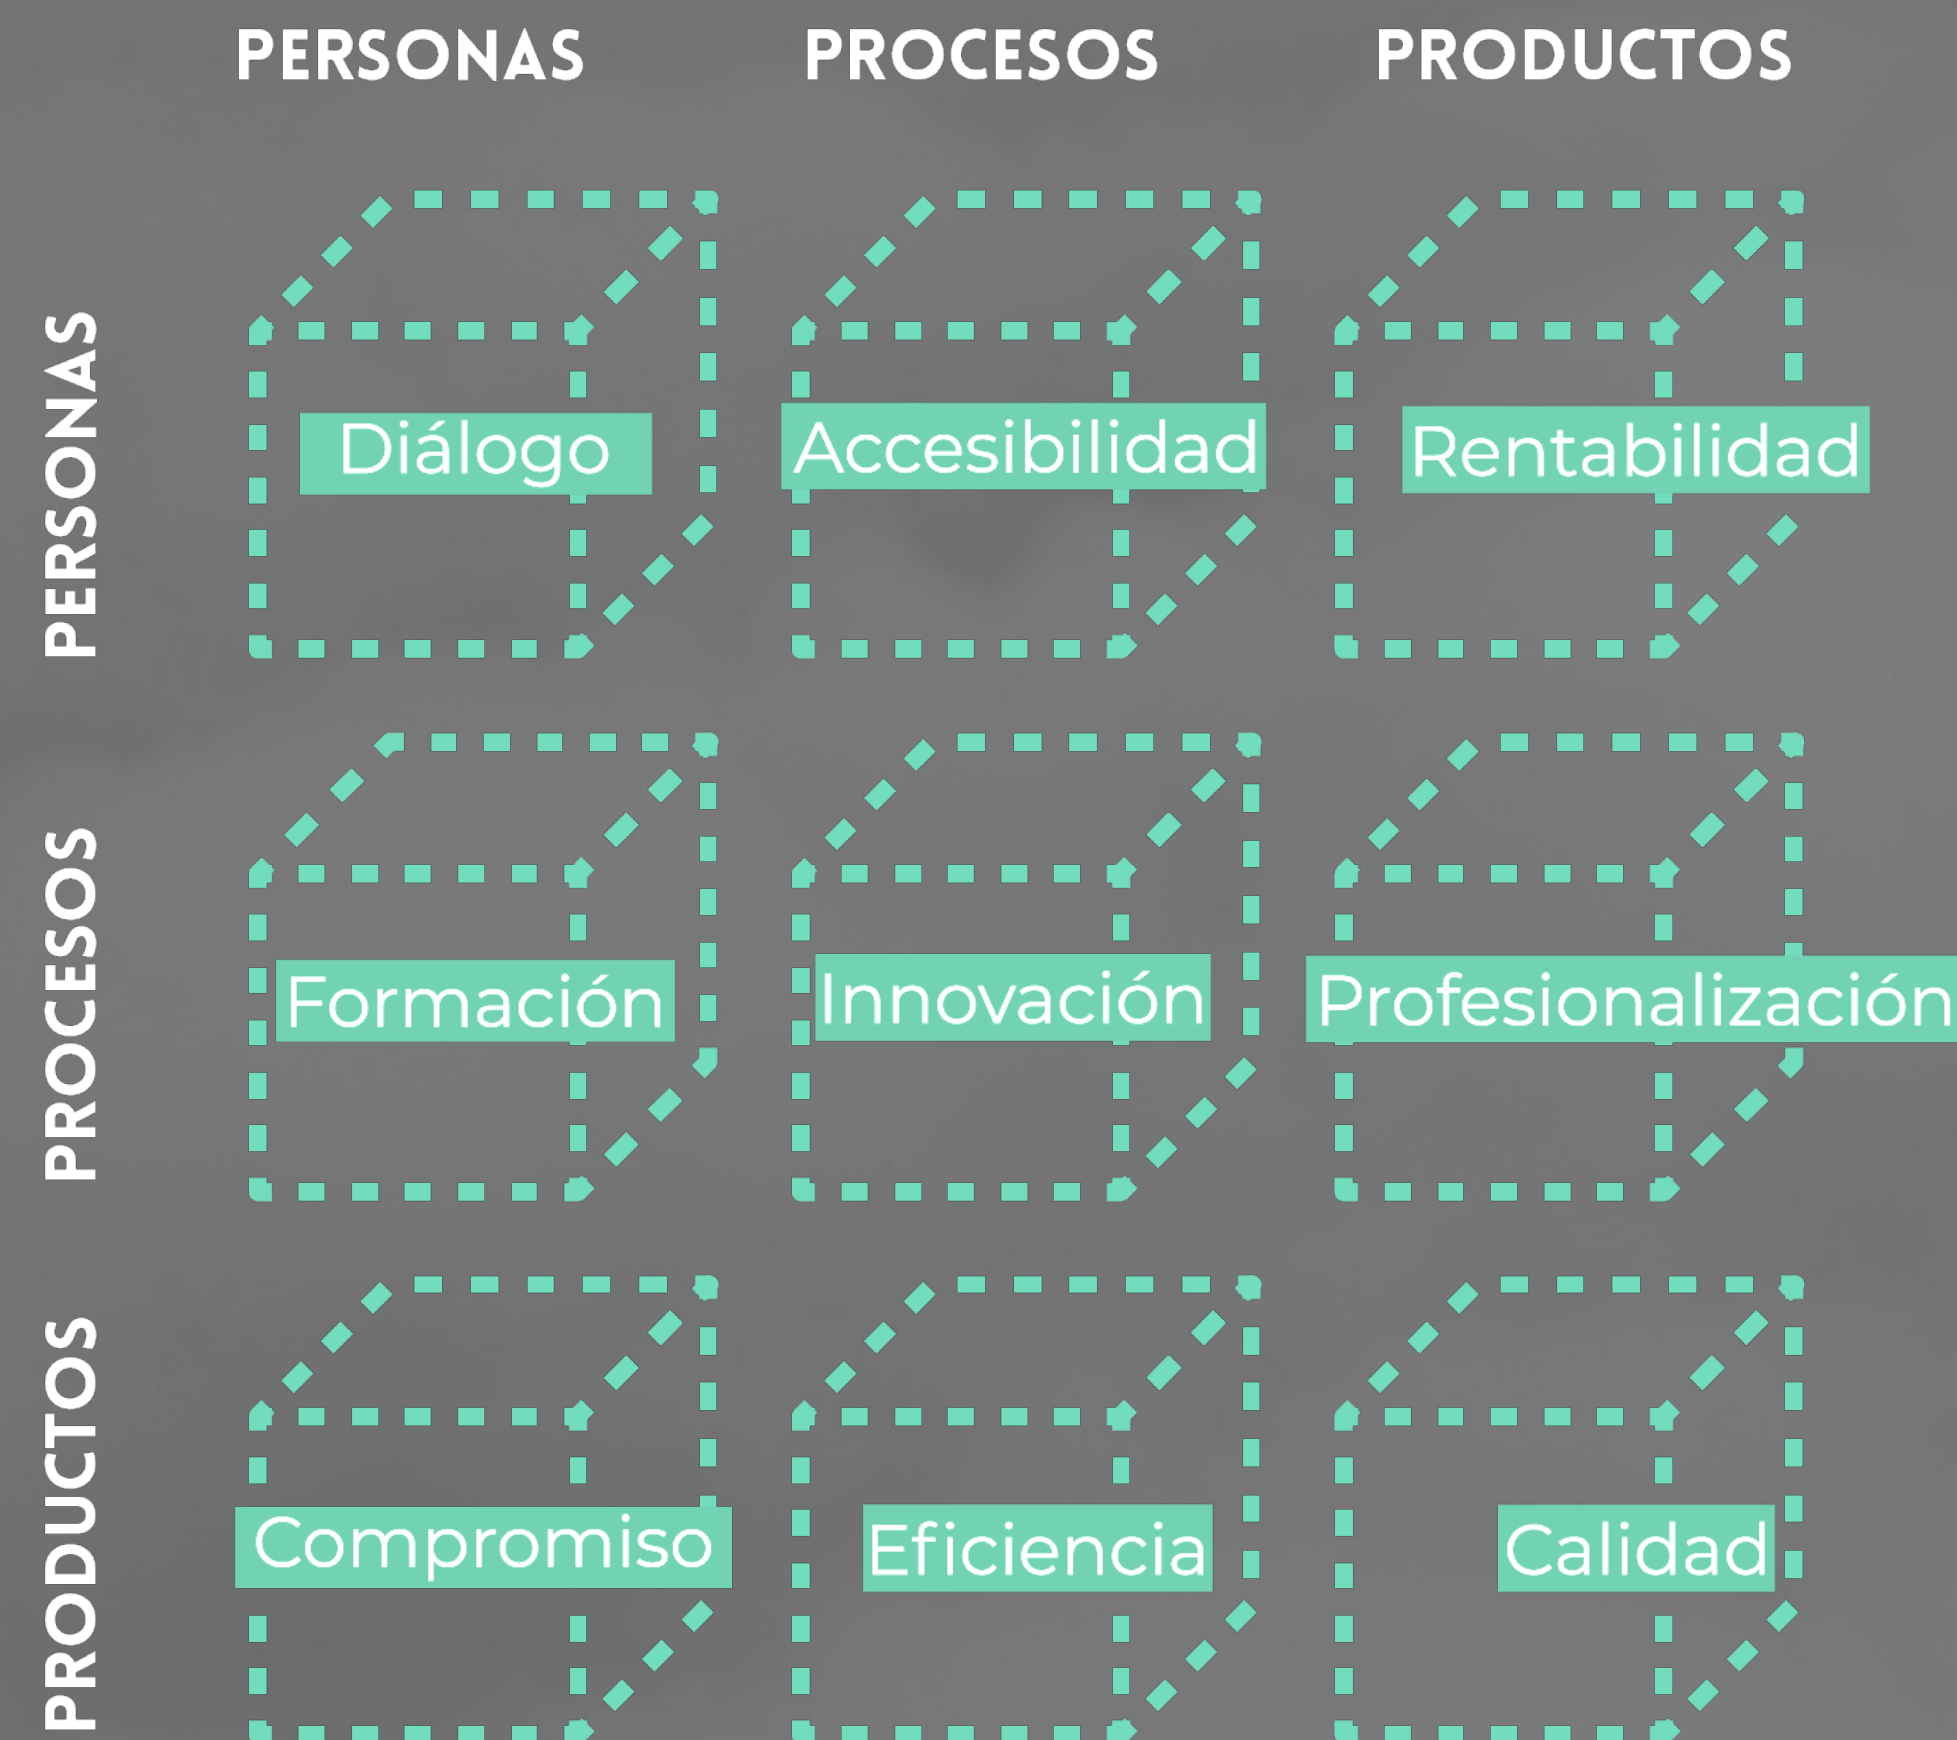 PERSONAS PROCESOS PRODUCTOS
PERSONAS
Diálogo Accesibilidad Rentabilidad
PROCESOS
Formación Innovación Profesionalización
PRODUCTOS
Compromiso Eficiencia Calidad